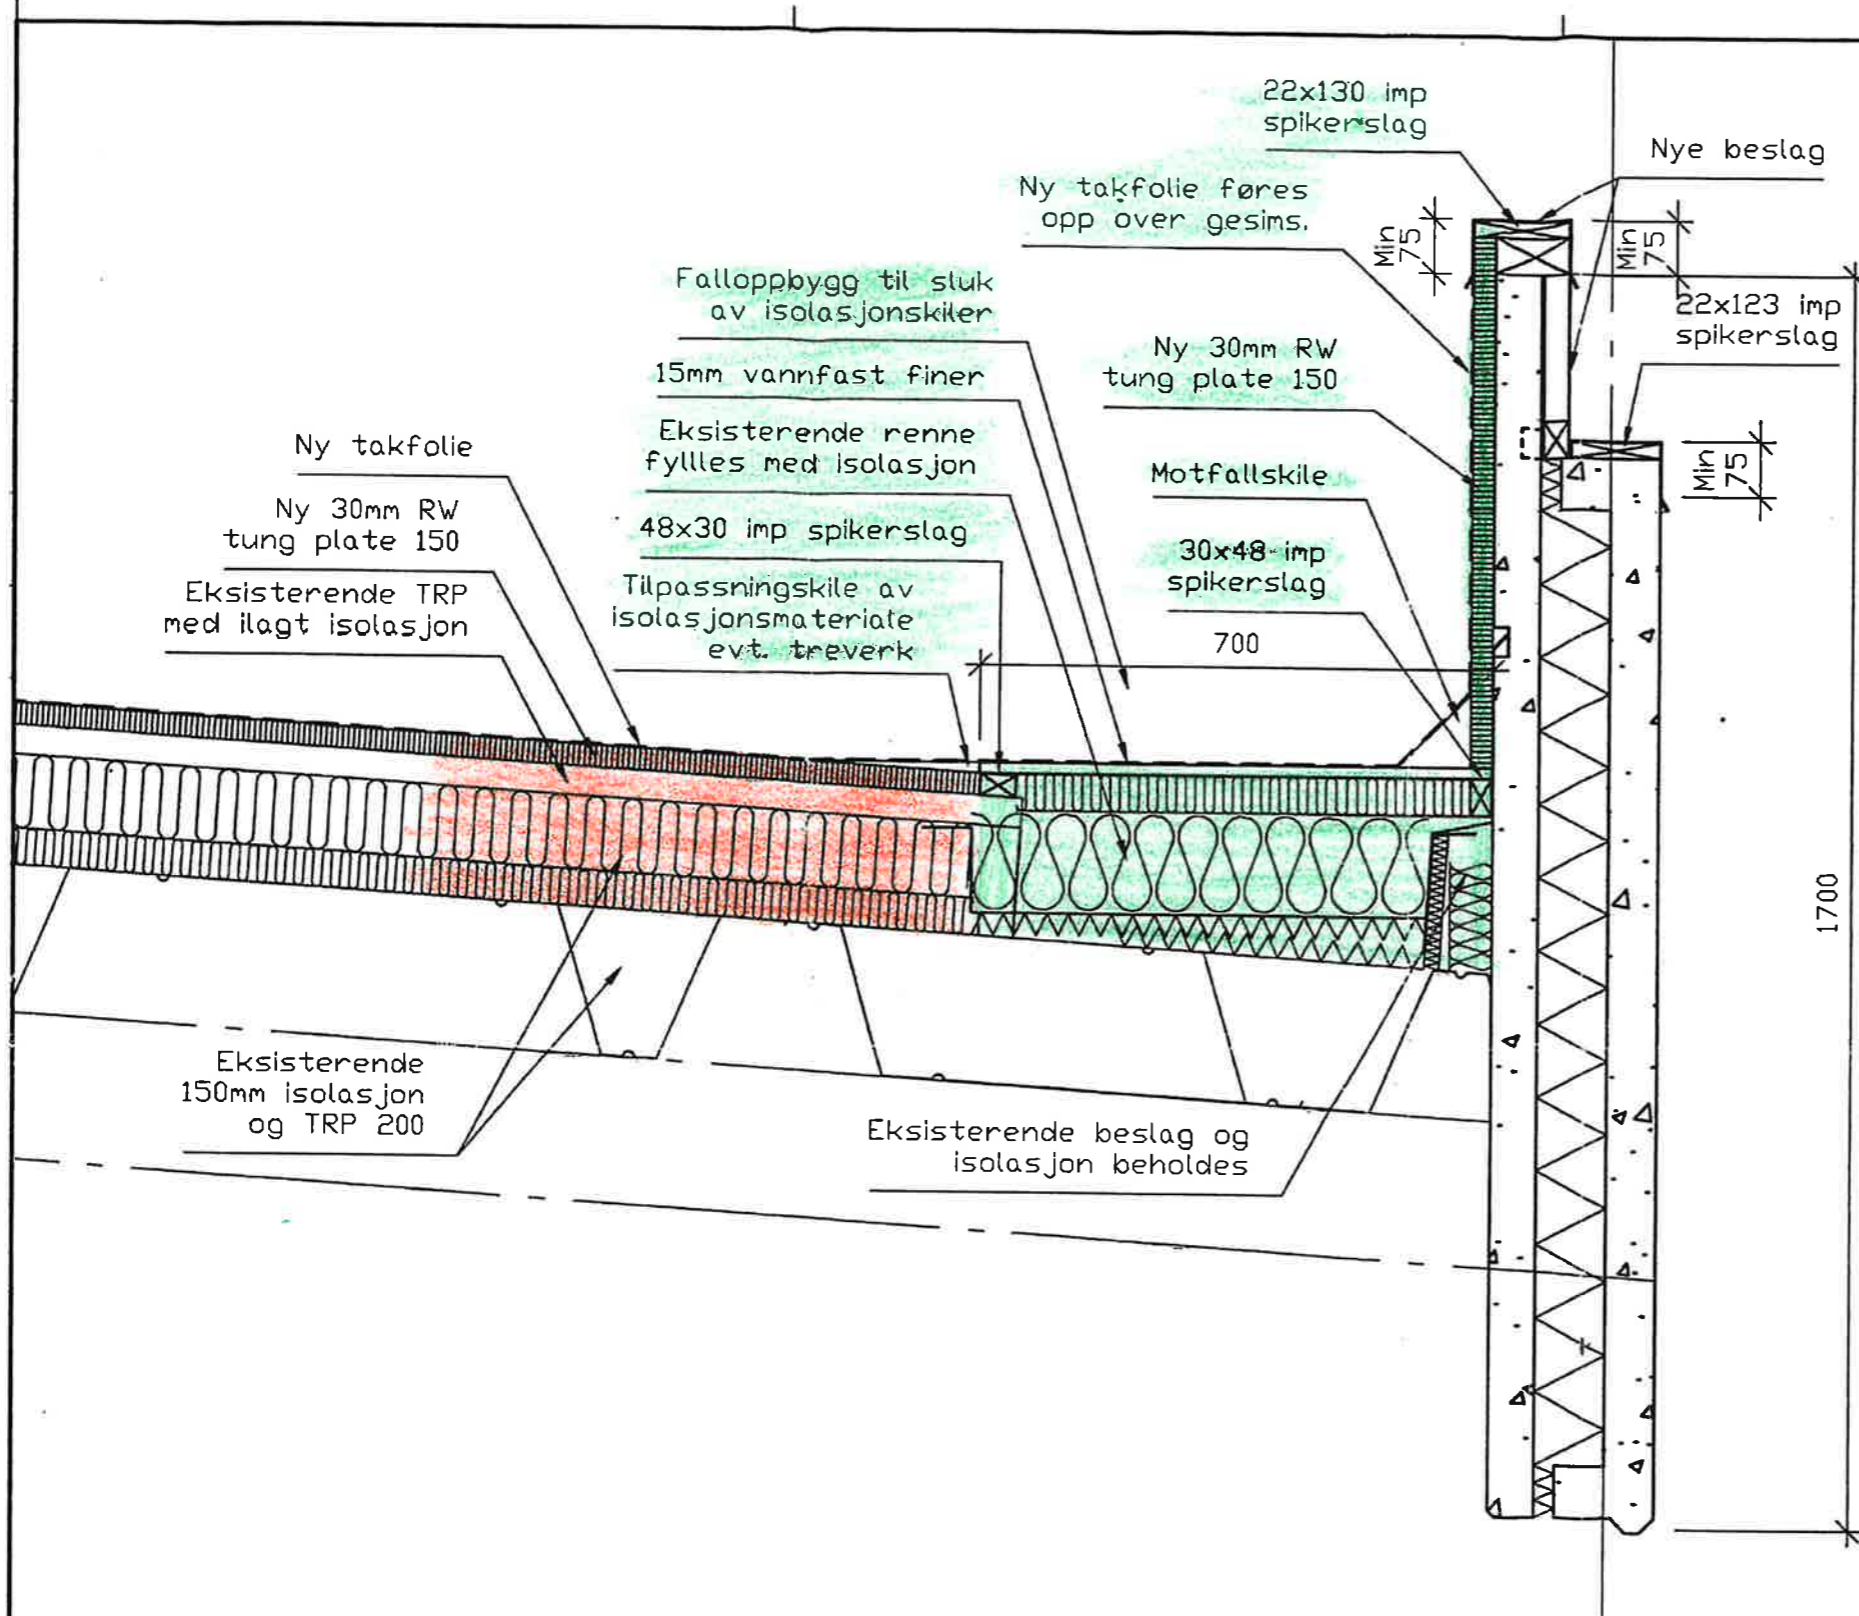 22x130 imp
spikerslag
Nye beslag
Ny takfolie føres
opp over gesims.
Min
75
Min
75
Falloppbygg til sluk
av isolasjonskiler
22x123 imp
spikerslag
Ny 30mm RW
tung plate 150
15mm vannfast finer
Eksisterende renne
fyllles med isolasjon
Ny takfolie
Motfallskile
Min
75
Ny 30mm RW
tung plate 150
48x30 imp spikerslag
30x48 imp
spikerslag
Eksisterende TRP
med ilagt isolasjon
Tilpassningskile av
isolasjonsmateriale
evt. treverk
700
1700
Eksisterende
150mm isolasjon
og TRP 200
Eksisterende beslag og
isolasjon beholdes